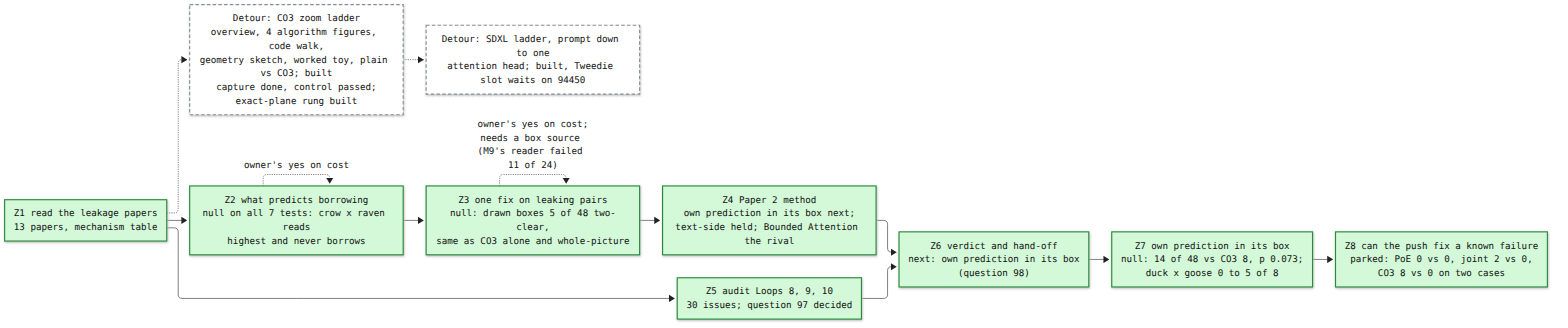 Detour: CO3 zoom ladder
overview, 4 algorithm figures,
code walk,
geometry sketch, worked toy, plain
vs CO3; built
capture done, control passed;
exact-plane rung built
Detour: SDXL ladder, prompt down
to one
attention head; built, Tweedie
slot waits on 94450
owner's yes on cost
owner's yes on cost;
needs a box source
(M9's reader failed
11 of 24)
Z1 read the leakage papers
13 papers, mechanism table
Z2 what predicts borrowing
null on all 7 tests: crow x raven
reads
highest and never borrows
Z3 one fix on leaking pairs
null: drawn boxes 5 of 48 two-
clear,
same as CO3 alone and whole-picture
Z4 Paper 2 method
own prediction in its box next;
text-side held; Bounded Attention
the rival
Z5 audit Loops 8, 9, 10
30 issues; question 97 decided
Z6 verdict and hand-off
next: own prediction in its box
(question 98)
Z7 own prediction in its box
null: 14 of 48 vs CO3 8, p 0.073;
duck x goose 0 to 5 of 8
Z8 can the push fix a known failure
parked: PoE 0 vs 0, joint 2 vs 0,
CO3 8 vs 0 on two cases